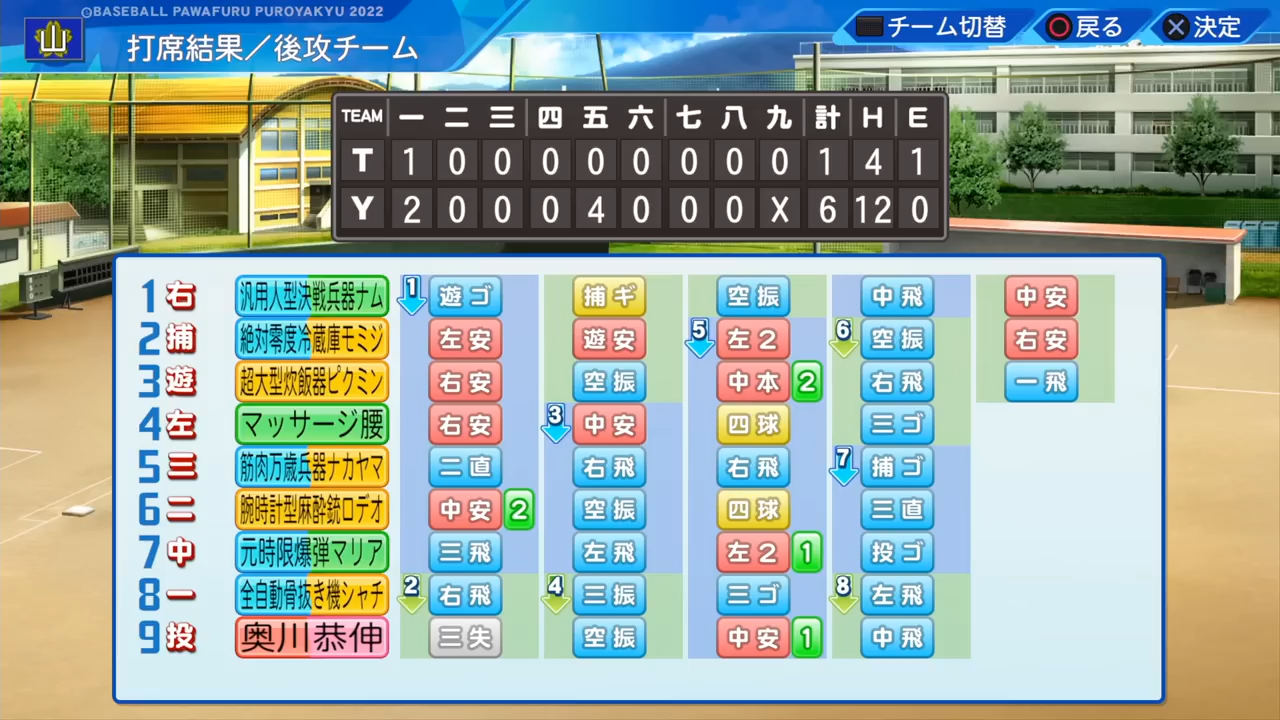 ©BASEBALL PAWAFURU PUROYAKYU 2022
山 打席結果／後攻チーム チーム切替 戻る 決定
TEAM 一 二 三 四 五 六 七 八 九 計 H E
T 1 0 0 0 0 0 0 0 0 1 4 1
Y 2 0 0 0 4 0 0 0 X 6 12 0
1 右 汎用人型決戦兵器ナム 1 遊ゴ 捕ギ 空振 中飛 中安
2 捕 絶対零度冷蔵庫モミジ 左安 遊安 5 左2 6 空振 右安
3 遊 超大型炊飯器ピクミン 右安 空振 中本 2 右飛 一飛
4 左 マッサージ腰 右安 3 中安 四球 三ゴ
5 三 筋肉万歳兵器ナカヤマ 二直 右飛 右飛 7 捕ゴ
6 二 腕時計型麻酔銃ロデオ 中安 2 空振 四球 三直
7 中 元時限爆弾マリア 三飛 左飛 左2 1 投ゴ
8 一 全自動骨抜き機シャチ 2 右飛 4 三振 三ゴ 8 左飛
9 投 奥川恭伸 三失 空振 中安 1 中飛